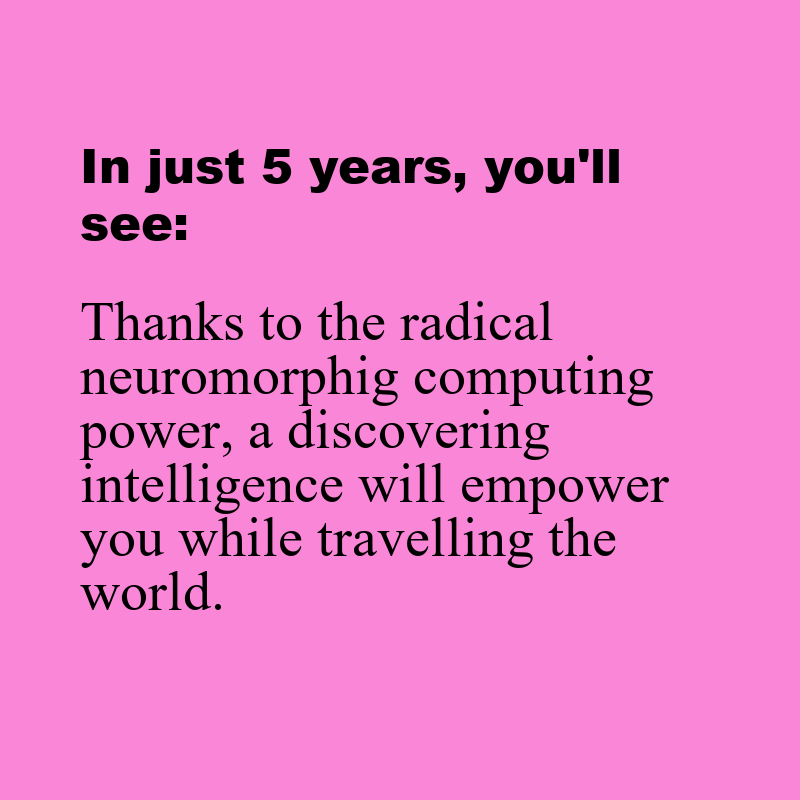 In just 5 years, you'll
see:
Thanks to the radical
neuromorphig computing
power, a discovering
intelligence will empower
you while travelling the
world.